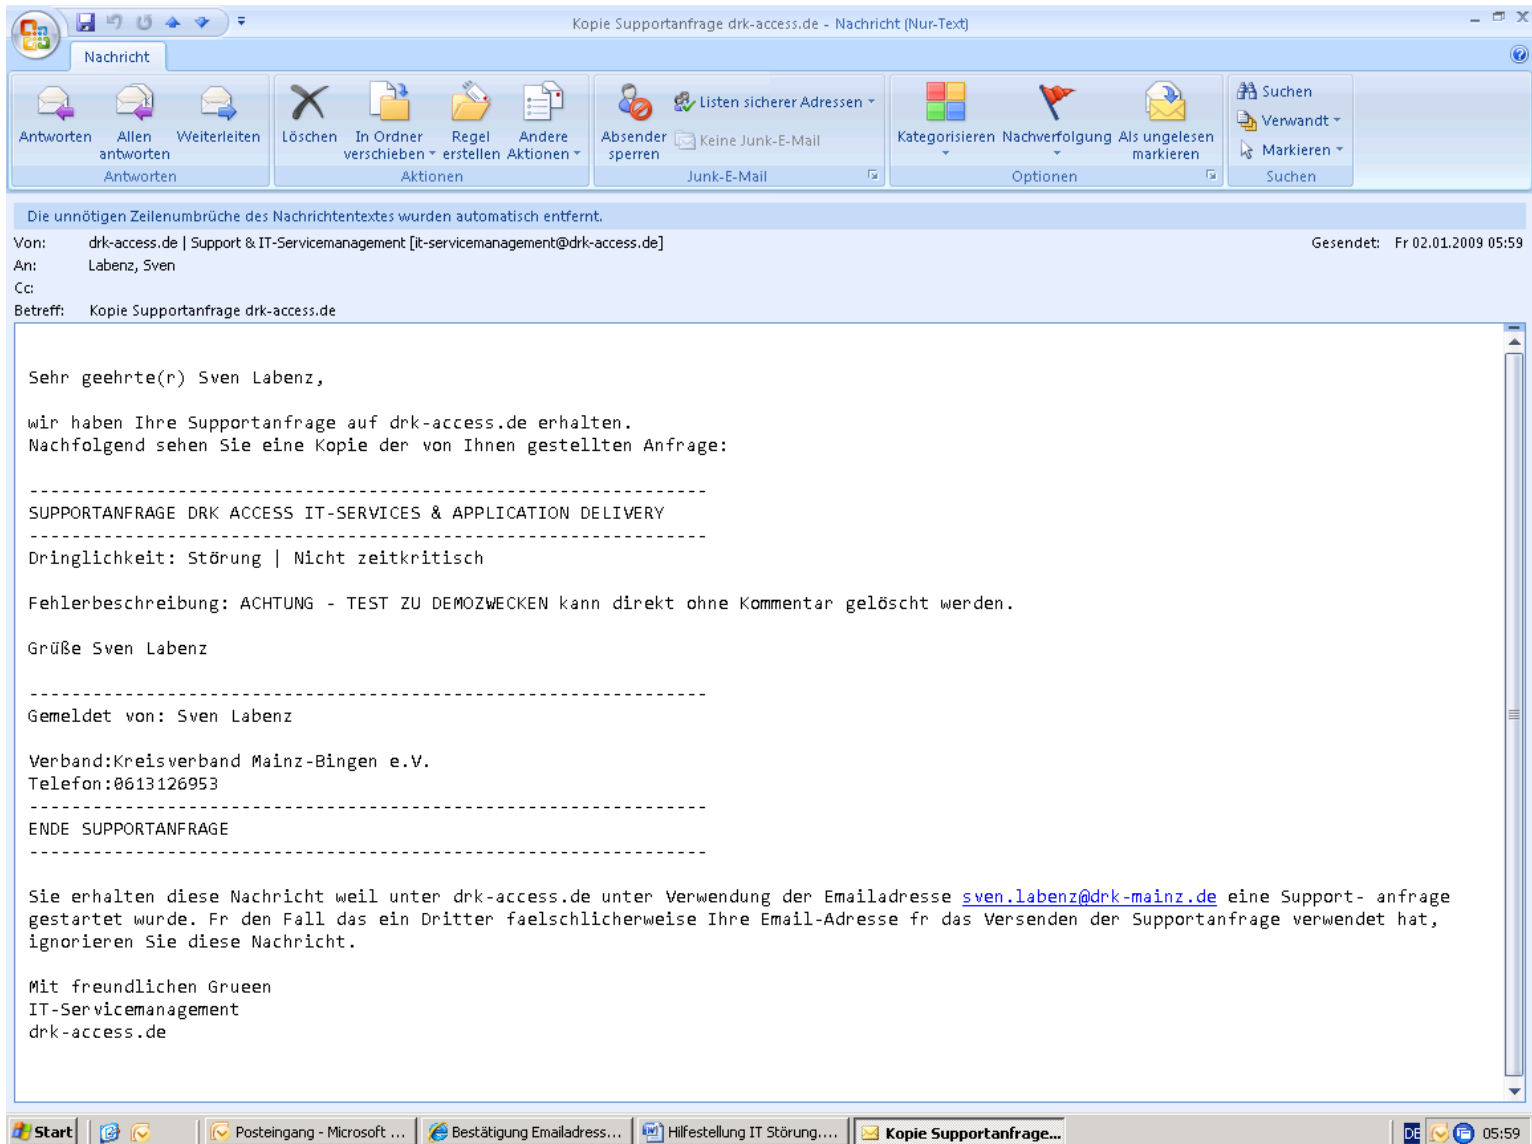 Kopie Supportanfrage drk-access.de - Nachricht (Nur-Text)
Nachricht
Antworten
Allen antworten
Weiterleiten
Antworten
Löschen
In Ordner verschieben
Regel erstellen
Andere Aktionen
Aktionen
Absender sperren
Listen sicherer Adressen
Keine Junk-E-Mail
Junk-E-Mail
Kategorisieren
Nachverfolgung
Als ungelesen markieren
Optionen
Suchen
Verwandt
Markieren
Suchen
Die unnötigen Zeilenumbrüche des Nachrichtentextes wurden automatisch entfernt.
Von: drk-access.de | Support & IT-Servicemanagement [it-servicemanagement@drk-access.de] Gesendet: Fr 02.01.2009 05:59
An: Labenz, Sven
Cc:
Betreff: Kopie Supportanfrage drk-access.de
Sehr geehrte(r) Sven Labenz,
wir haben Ihre Supportanfrage auf drk-access.de erhalten.
Nachfolgend sehen Sie eine Kopie der von Ihnen gestellten Anfrage:
----------------------------------------------------------------
SUPPORTANFRAGE DRK ACCESS IT-SERVICES & APPLICATION DELIVERY
----------------------------------------------------------------
Dringlichkeit: Störung | Nicht zeitkritisch
Fehlerbeschreibung: ACHTUNG - TEST ZU DEMOZWECKEN kann direkt ohne Kommentar gelöscht werden.
Grüße Sven Labenz
----------------------------------------------------------------
Gemeldet von: Sven Labenz
Verband:Kreisverband Mainz-Bingen e.V.
Telefon:0613126953
----------------------------------------------------------------
ENDE SUPPORTANFRAGE
----------------------------------------------------------------
Sie erhalten diese Nachricht weil unter drk-access.de unter Verwendung der Emailadresse sven.labenz@drk-mainz.de eine Support- anfrage
gestartet wurde. Fr den Fall das ein Dritter faelschlicherweise Ihre Email-Adresse fr das Versenden der Supportanfrage verwendet hat,
ignorieren Sie diese Nachricht.
Mit freundlichen Grueen
IT-Servicemanagement
drk-access.de
Start
Posteingang - Microsoft ...
Bestätigung Emailadress...
Hilfestellung IT Störung....
Kopie Supportanfrage...
DE
05:59